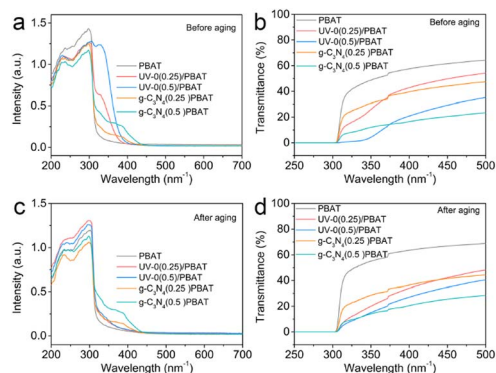 a
Before aging
PBAT
UV-0(0.25)/PBAT
UV-0(0.5)/PBAT
g-C3N4(0.25 )PBAT
g-C3N4(0.5 )PBAT
Intensity (a.u.)
1.5
1.0
0.5
0.0
200 300 400 500 600 700
Wavelength (nm-1)
b
Before aging
PBAT
UV-0(0.25)/PBAT
UV-0(0.5)/PBAT
g-C3N4(0.25 )PBAT
g-C3N4(0.5 )PBAT
Transmittance (%)
100
80
60
40
20
0
250 300 350 400 450 500
Wavelength (nm-1)
c
After aging
PBAT
UV-0(0.25)/PBAT
UV-0(0.5)/PBAT
g-C3N4(0.25 )PBAT
g-C3N4(0.5 )PBAT
Intensity (a.u.)
1.5
1.0
0.5
0.0
200 300 400 500 600 700
Wavelength (nm-1)
d
After aging
PBAT
UV-0(0.25)/PBAT
UV-0(0.5)/PBAT
g-C3N4(0.25 )PBAT
g-C3N4(0.5 )PBAT
Transmittance (%)
100
80
60
40
20
0
250 300 350 400 450 500
Wavelength (nm-1)